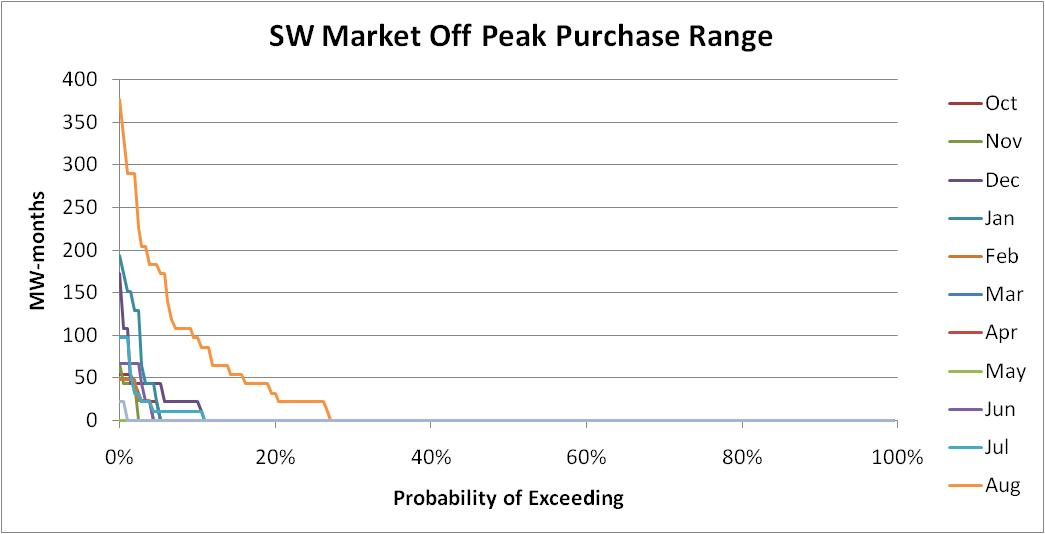 SW Market Off Peak Purchase Range
400
350
300
250
200
150
100
50
0
MW-months
0%
20%
40%
60%
80%
100%
Probability of Exceeding
Oct
Nov
Dec
Jan
Feb
Mar
Apr
May
Jun
Jul
Aug